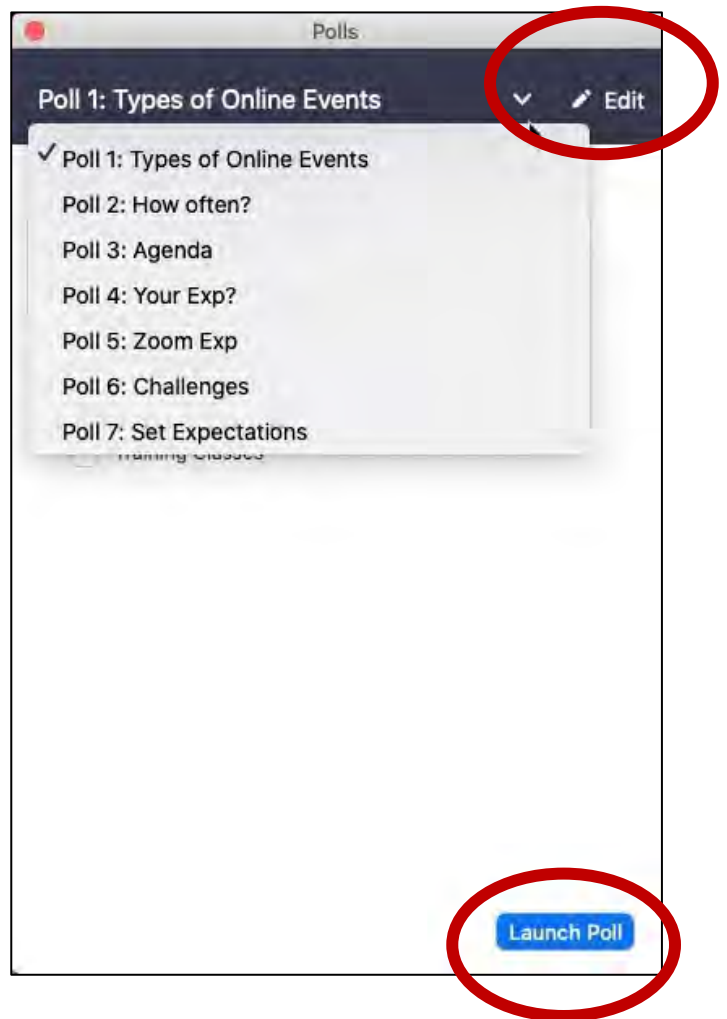 Polls
Poll 1: Types of Online Events
Edit
Poll 1: Types of Online Events
Poll 2: How often?
Poll 3: Agenda
Poll 4: Your Exp?
Poll 5: Zoom Exp
Poll 6: Challenges
Poll 7: Set Expectations
Training Classes
Launch Poll